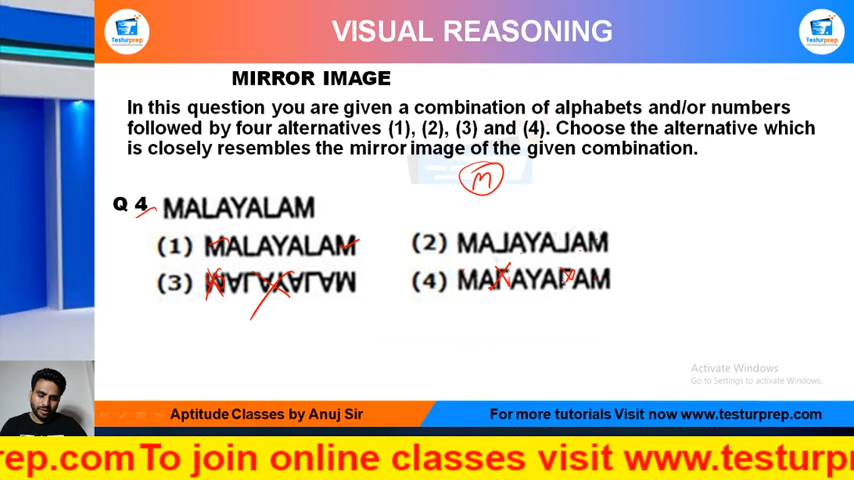 Testurprep
VISUAL REASONING
Testurprep
MIRROR IMAGE
In this question you are given a combination of alphabets and/or numbers
followed by four alternatives (1), (2), (3) and (4). Choose the alternative which
is closely resembles the mirror image of the given combination.
M
Q 4 MALAYALAM
(1) MALAYALAM (2) MA⅃AYA⅃AM
(3) (4)
Activate Windows
Go to Settings to activate Windows.
Aptitude Classes by Anuj Sir
For more tutorials Visit now www.testurprep.com
rep.com To join online classes visit www.testurp